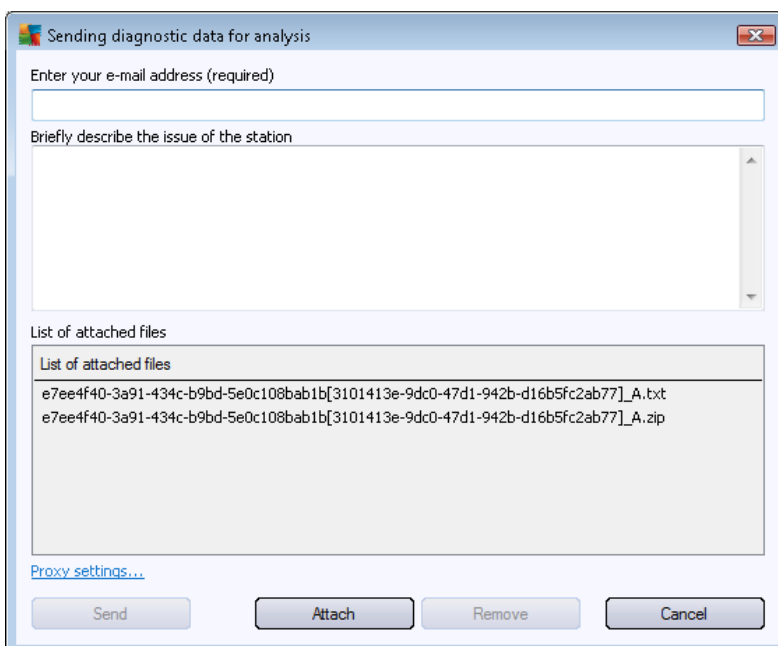 Sending diagnostic data for analysis
Enter your e-mail address (required)
Briefly describe the issue of the station
List of attached files
List of attached files
e7ee4f40-3a91-434c-b9bd-5e0c108bab1b[3101413e-9dc0-47d1-942b-d16b5fc2ab77]_A.txt
e7ee4f40-3a91-434c-b9bd-5e0c108bab1b[3101413e-9dc0-47d1-942b-d16b5fc2ab77]_A.zip
Proxy settings...
Send Attach Remove Cancel